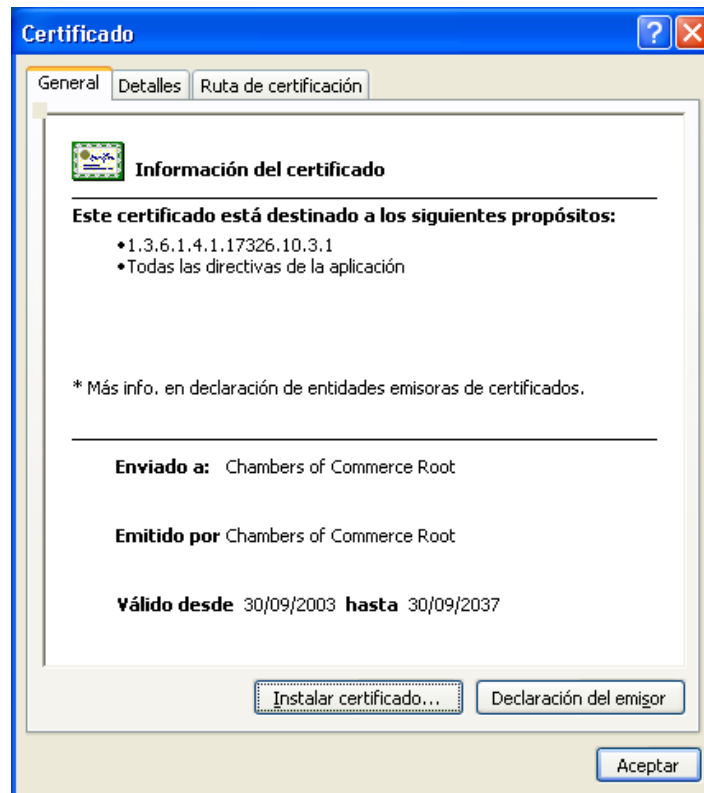 Certificado
General Detalles Ruta de certificación
Información del certificado
Este certificado está destinado a los siguientes propósitos:
•1.3.6.1.4.1.17326.10.3.1
•Todas las directivas de la aplicación
* Más info. en declaración de entidades emisoras de certificados.
Enviado a: Chambers of Commerce Root
Emitido por Chambers of Commerce Root
Válido desde 30/09/2003 hasta 30/09/2037
Instalar certificado... Declaración del emisor
Aceptar